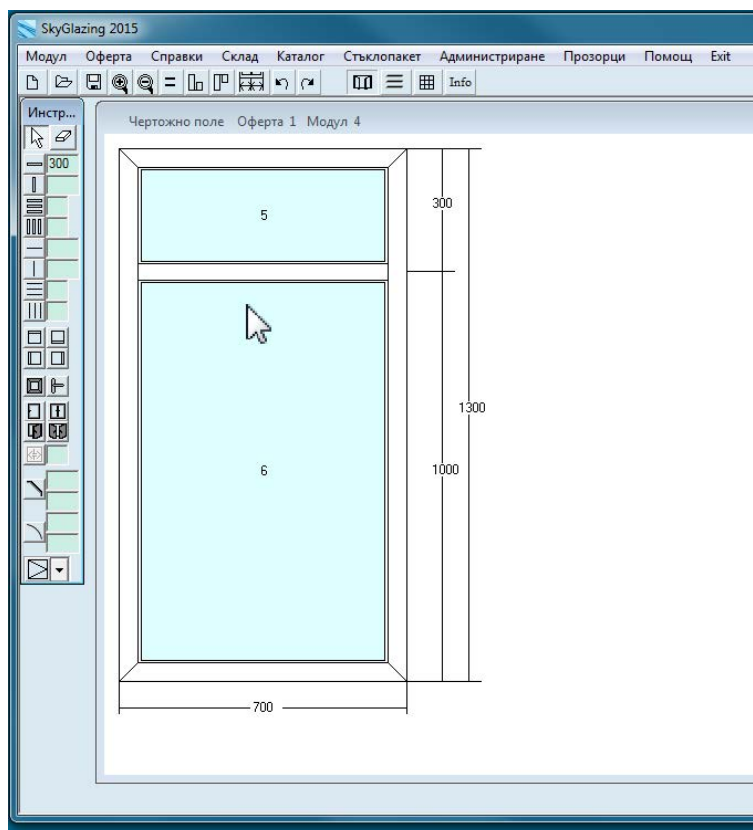 SkyGlazing 2015
Модул Оферта Справки Склад Каталог Стъклопакет Администриране Прозорци Помощ Exit
Info
Инстр...
Чертожно поле Оферта 1 Модул 4
300
5
300
1300
6
1000
700